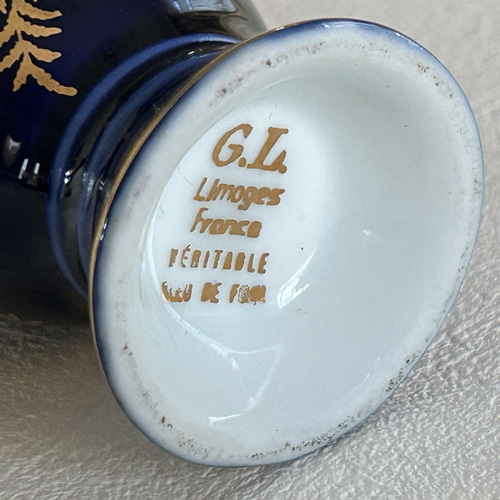 G.L.
Limoges
France
VÉRITABLE
BLEU DE FOUR